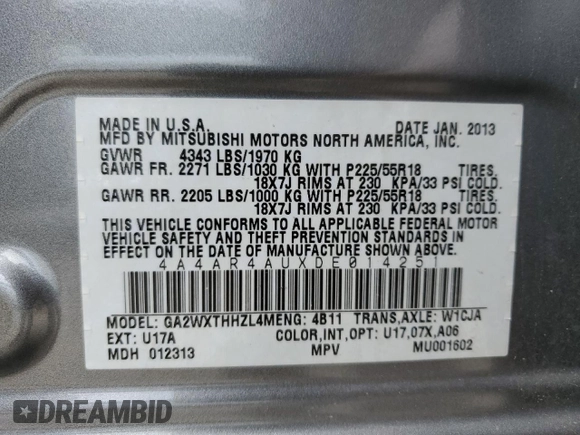 MADE IN U.S.A. DATE JAN. 2013
MFD BY MITSUBISHI MOTORS NORTH AMERICA, INC.
GVWR 4343 LBS/1970 KG
GAWR FR. 2271 LBS/1030 KG WITH P225/55R18 TIRES.
18X7J RIMS AT 230 KPA/33 PSI COLD.
GAWR RR. 2205 LBS/1000 KG WITH P225/55R18 TIRES.
18X7J RIMS AT 230 KPA/33 PSI COLD.
THIS VEHICLE CONFORMS TO ALL APPLICABLE FEDERAL MOTOR
VEHICLE SAFETY AND THEFT PREVENTION STANDARDS IN
EFFECT ON THE DATE OF MANUFACTURE SHOWN ABOVE.
4A4AR4AUXDE014251
MODEL: GA2WXTHHZL4MENG: 4B11 TRANS,AXLE: W1CJA
EXT: U17A COLOR,INT,OPT: U17,07X,A06
MDH 012313 MPV MU001602
DREAMBID